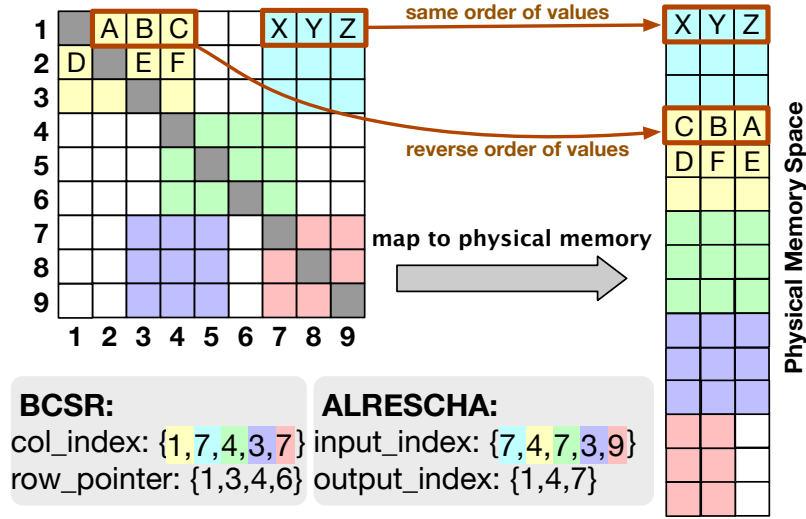 same order of values
1 A B C X Y Z
X Y Z
2 D E F
3
4
C B A
reverse order of values
5
D F E
6
7
map to physical memory
8
9
1 2 3 4 5 6 7 8 9
Physical Memory Space
BCSR:
col_index: {1,7,4,3,7}
row_pointer: {1,3,4,6}
ALRESCHA:
input_index: {7,4,7,3,9}
output_index: {1,4,7}